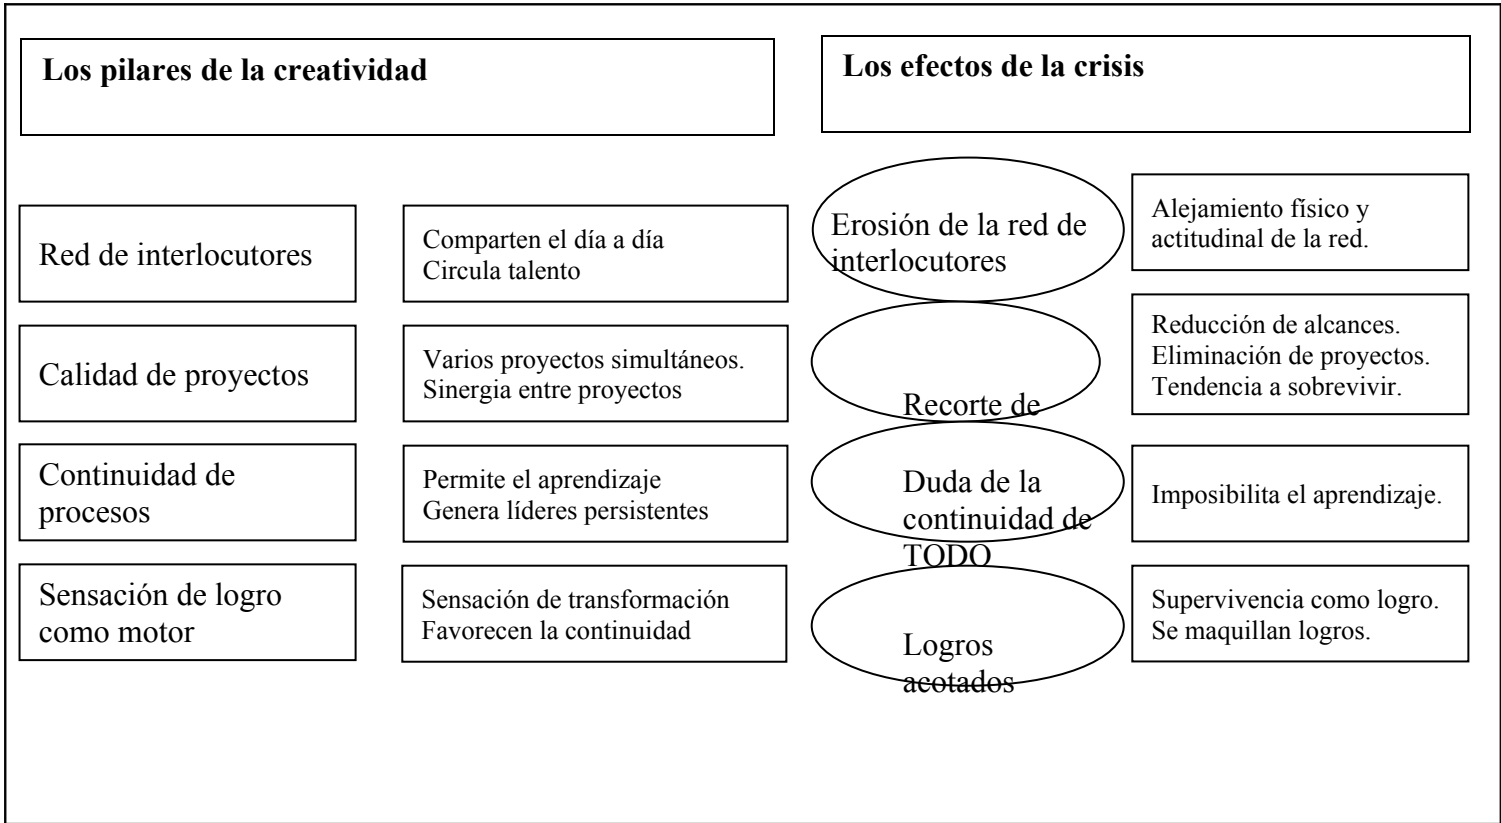 Los pilares de la creatividad
Los efectos de la crisis
Red de interlocutores
Comparten el día a día
Circula talento
Erosión de la red de
interlocutores
Alejamiento físico y
actitudinal de la red.
Calidad de proyectos
Varios proyectos simultáneos.
Sinergia entre proyectos
Recorte de
Reducción de alcances.
Eliminación de proyectos.
Tendencia a sobrevivir.
Continuidad de
procesos
Permite el aprendizaje
Genera líderes persistentes
Duda de la
continuidad de
TODO
Imposibilita el aprendizaje.
Sensación de logro
como motor
Sensación de transformación
Favorecen la continuidad
Logros
acotados
Supervivencia como logro.
Se maquillan logros.